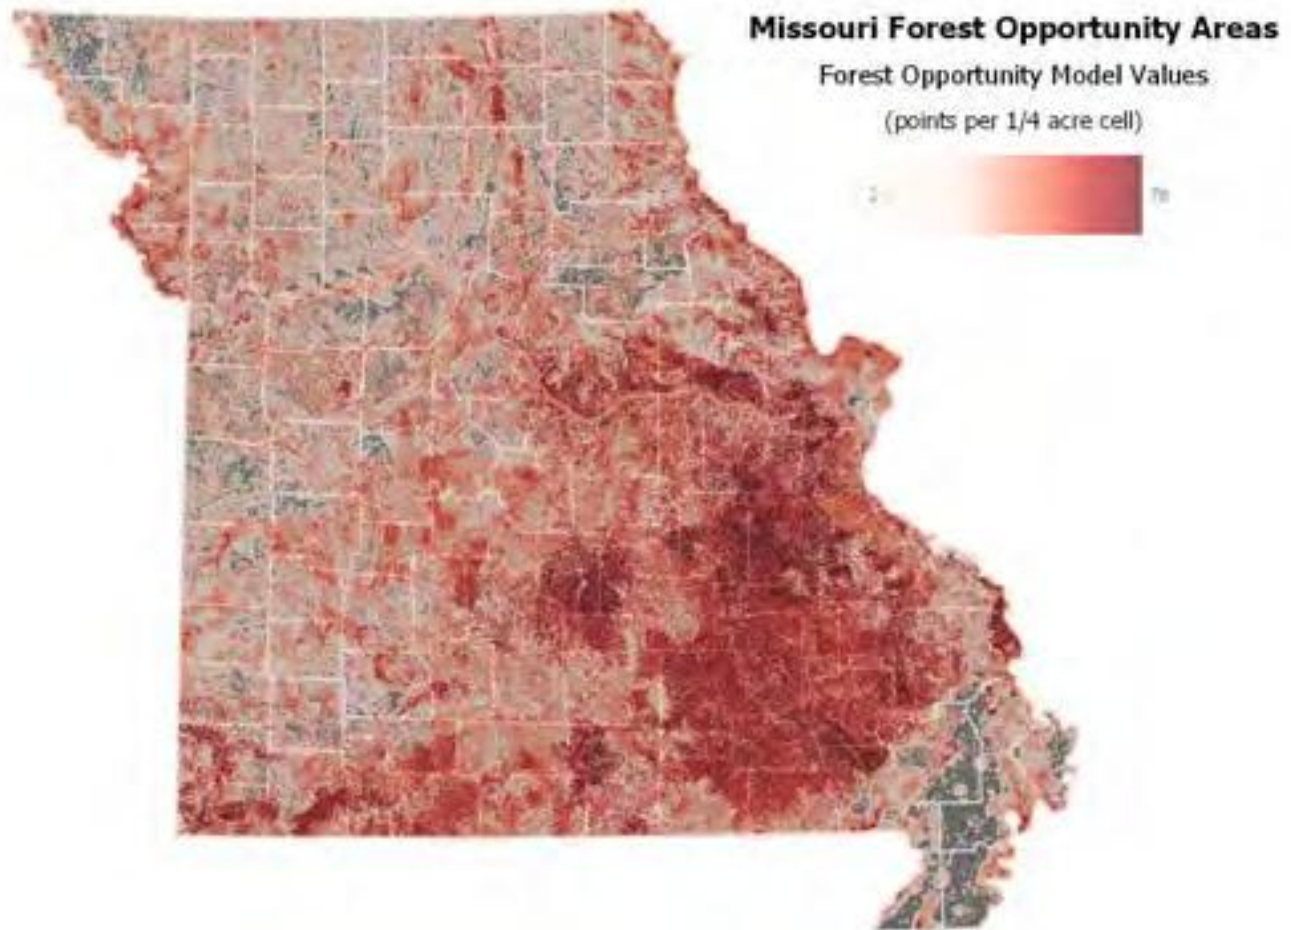 Missouri Forest Opportunity Areas
Forest Opportunity Model Values
(points per 1/4 acre cell)